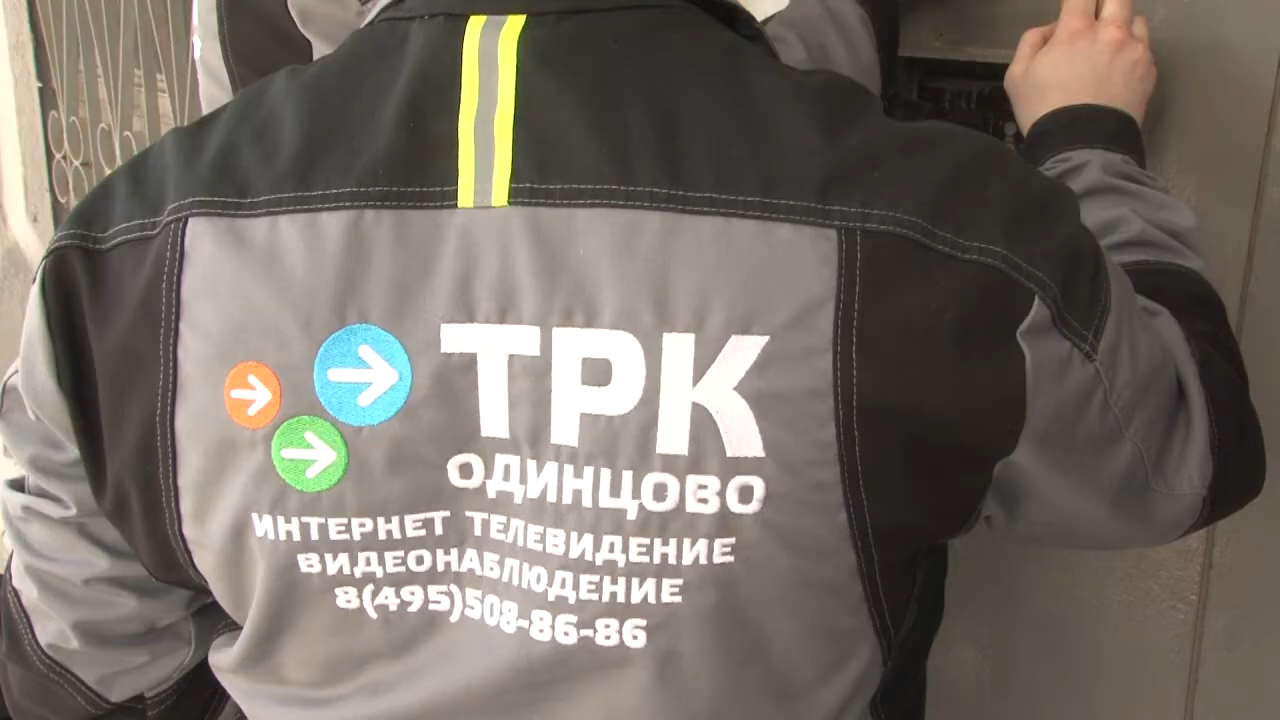 ТРК
ОДИНЦОВО
ИНТЕРНЕТ ТЕЛЕВИДЕНИЕ
ВИДЕОНАБЛЮДЕНИЕ
8(495)508-86-86